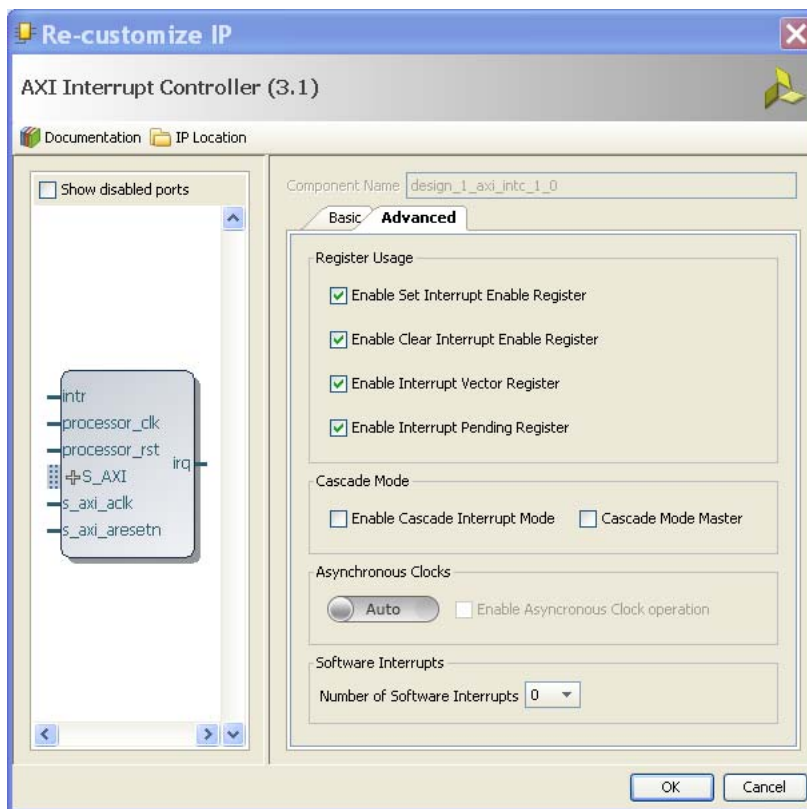 Re-customize IP
AXI Interrupt Controller (3.1)
Documentation IP Location
Show disabled ports
intr
processor_clk
processor_rst
S_AXI
irq
s_axi_aclk
s_axi_aresetn
Component Name design_1_axi_intc_1_0
Basic Advanced
Register Usage
Enable Set Interrupt Enable Register
Enable Clear Interrupt Enable Register
Enable Interrupt Vector Register
Enable Interrupt Pending Register
Cascade Mode
Enable Cascade Interrupt Mode Cascade Mode Master
Asynchronous Clocks
Auto Enable Asyncronous Clock operation
Software Interrupts
Number of Software Interrupts 0
OK Cancel